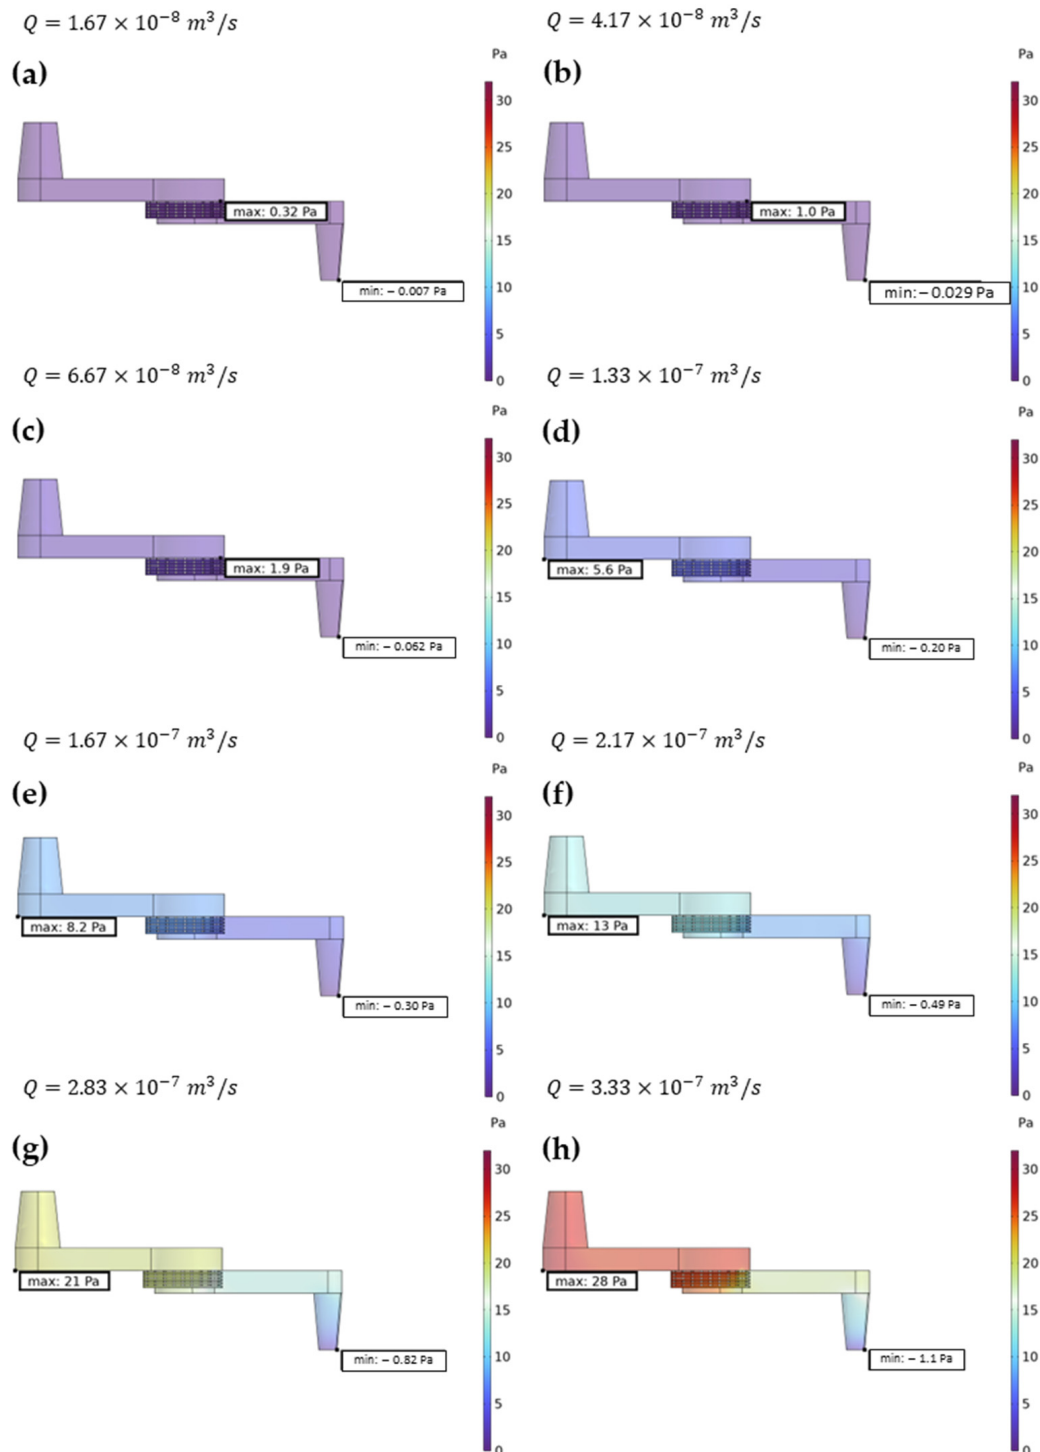 Q = 1.67 × 10⁻⁸ m³/s
Q = 4.17 × 10⁻⁸ m³/s
(a)
Pa
30
25
20
15
10
5
0
max: 0.32 Pa
min: − 0.007 Pa
(b)
Pa
30
25
20
15
10
5
0
max: 1.0 Pa
min:− 0.029 Pa
Q = 6.67 × 10⁻⁸ m³/s
Q = 1.33 × 10⁻⁷ m³/s
(c)
Pa
30
25
20
15
10
5
0
max: 1.9 Pa
min: − 0.062 Pa
(d)
Pa
30
25
20
15
10
5
0
max: 5.6 Pa
min: − 0.20 Pa
Q = 1.67 × 10⁻⁷ m³/s
Q = 2.17 × 10⁻⁷ m³/s
(e)
Pa
30
25
20
15
10
5
0
max: 8.2 Pa
min: − 0.30 Pa
(f)
Pa
30
25
20
15
10
5
0
max: 13 Pa
min: − 0.49 Pa
Q = 2.83 × 10⁻⁷ m³/s
Q = 3.33 × 10⁻⁷ m³/s
(g)
Pa
30
25
20
15
10
5
0
max: 21 Pa
min: − 0.82 Pa
(h)
Pa
30
25
20
15
10
5
0
max: 28 Pa
min: − 1.1 Pa